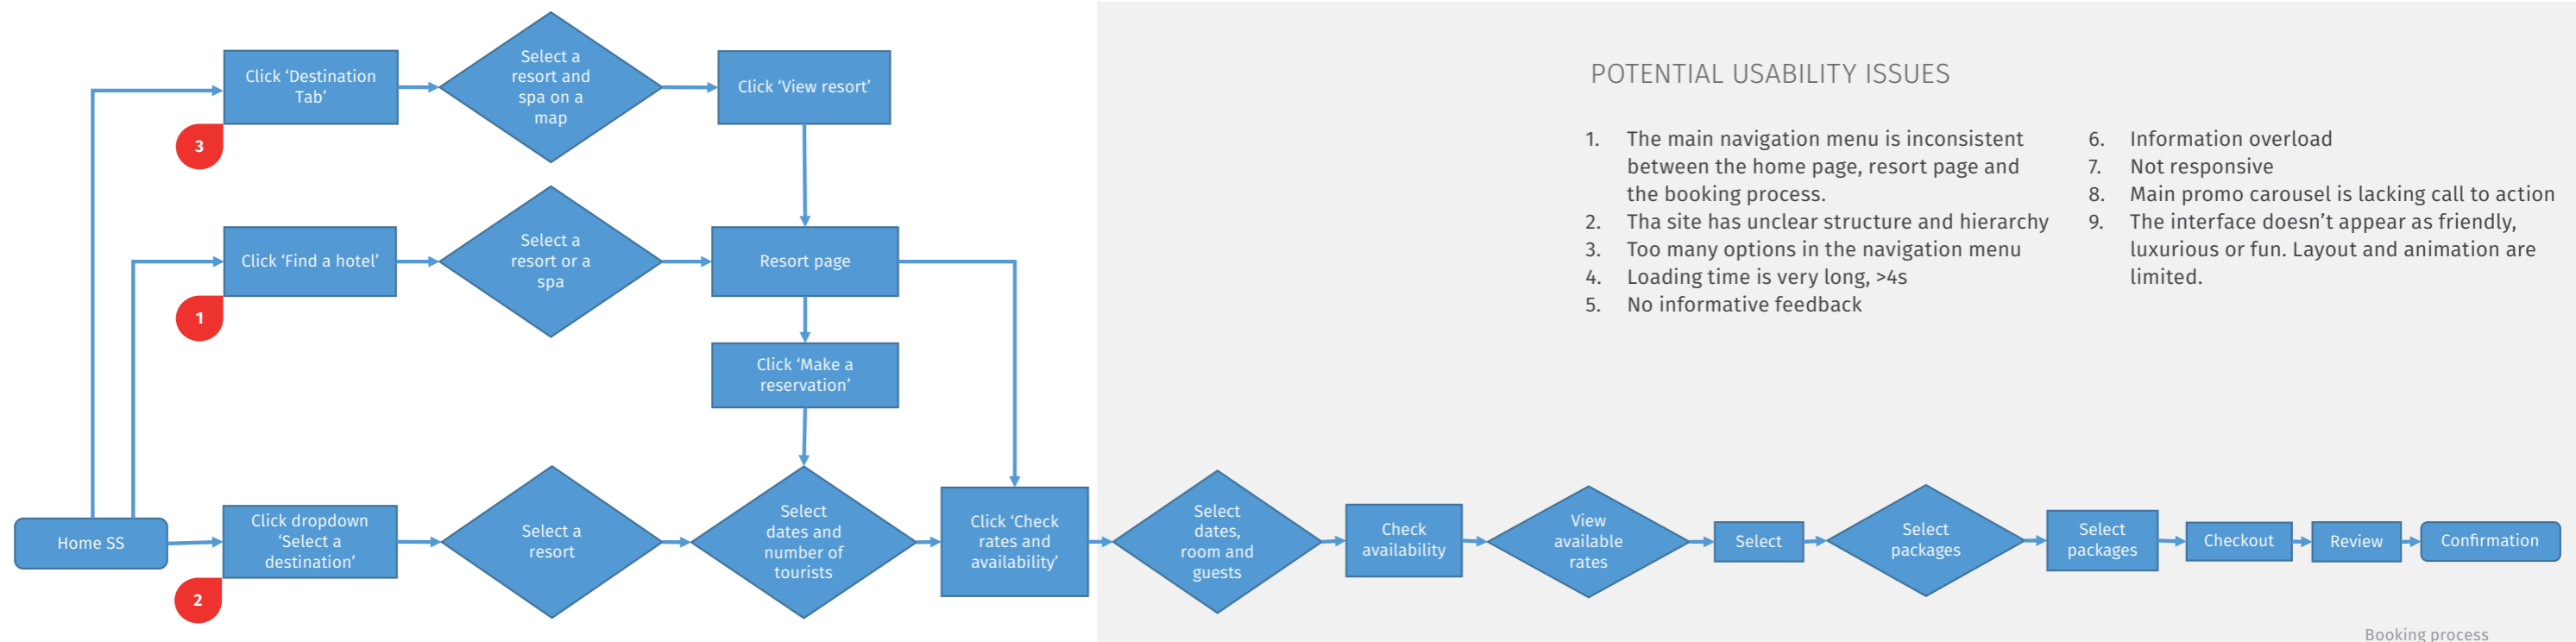 Click ‘Destination
Tab’
Select a
resort and
spa on a
map
Click ‘View resort’
3
Click ‘Find a hotel’
Select a
resort or a
spa
Resort page
1
Click ‘Make a
reservation’
Home SS
Click dropdown
‘Select a
destination’
Select a
resort
Select
dates and
number of
tourists
Click ‘Check
rates and
availability’
2
POTENTIAL USABILITY ISSUES
1. The main navigation menu is inconsistent
between the home page, resort page and
the booking process.
2. Tha site has unclear structure and hierarchy
3. Too many options in the navigation menu
4. Loading time is very long, >4s
5. No informative feedback
6. Information overload
7. Not responsive
8. Main promo carousel is lacking call to action
9. The interface doesn’t appear as friendly,
luxurious or fun. Layout and animation are
limited.
Select
dates,
room and
guests
Check
availability
View
available
rates
Select
Select
packages
Select
packages
Checkout
Review
Confirmation
Booking process